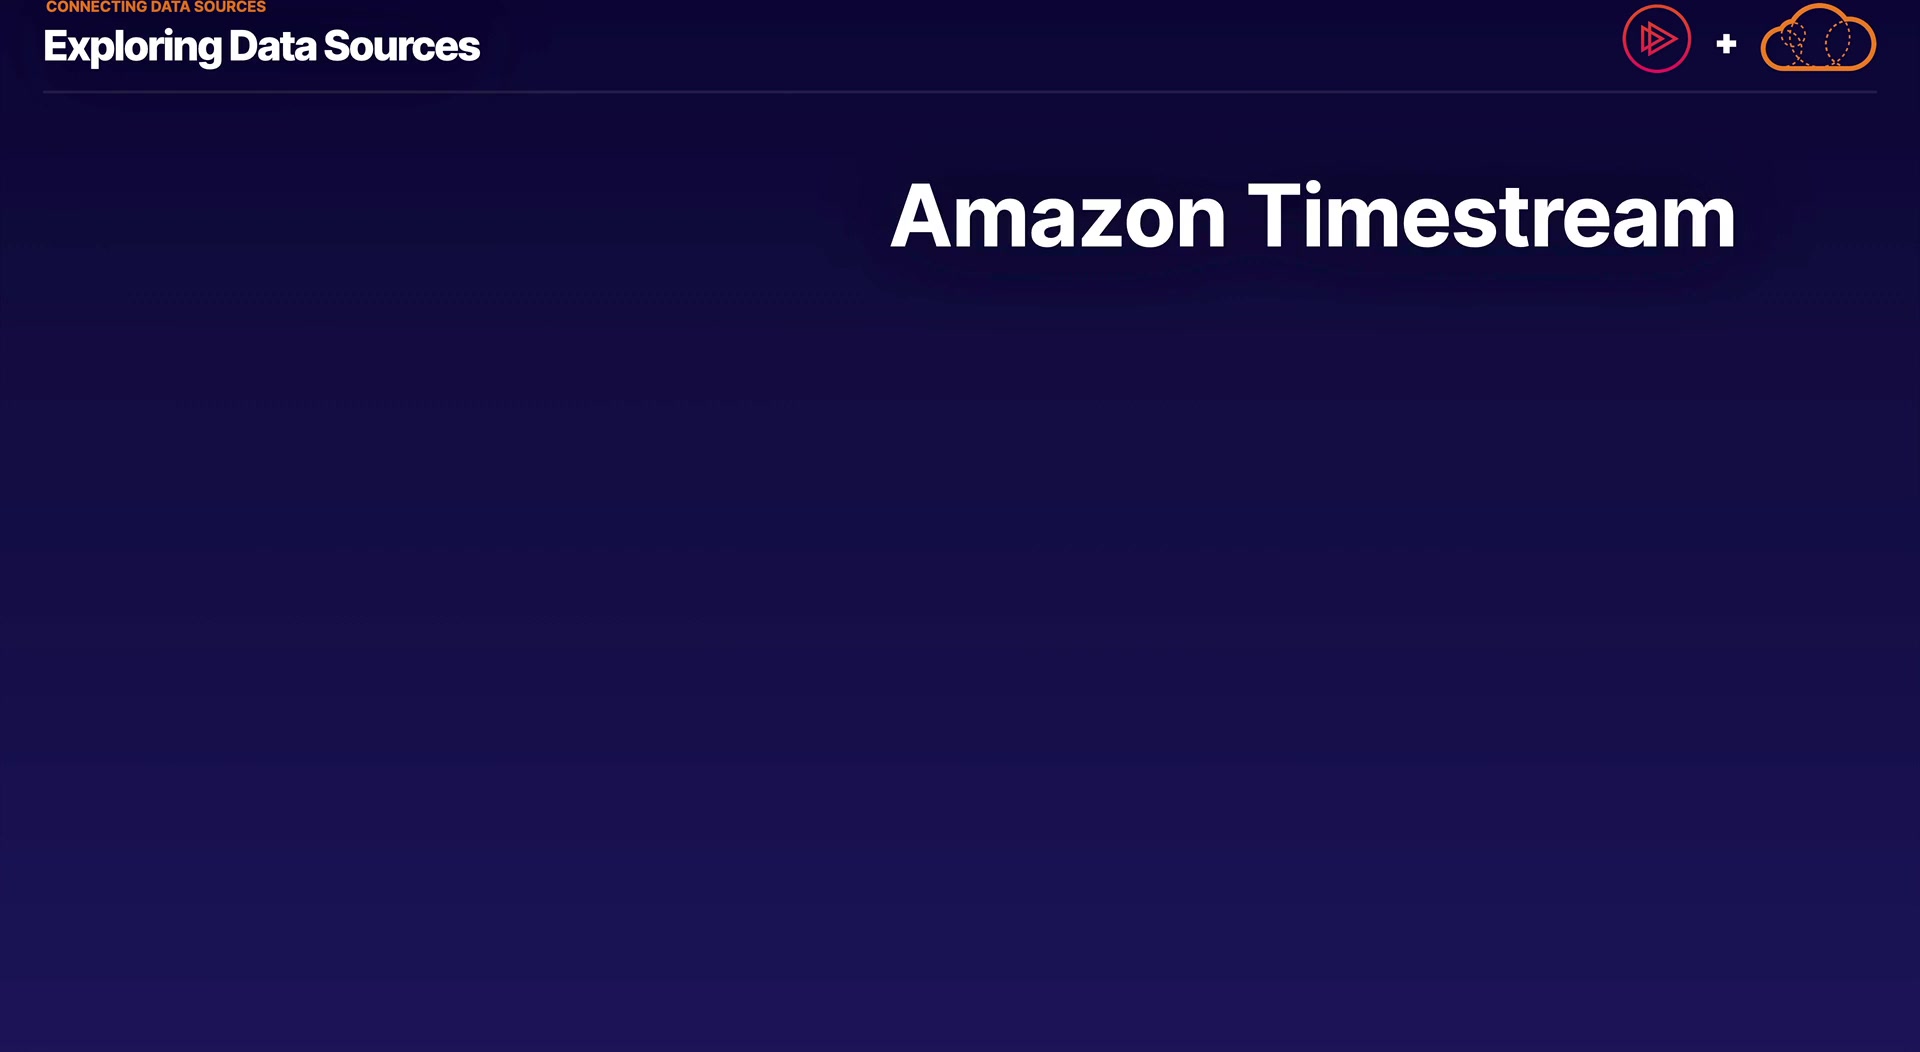 CONNECTING DATA SOURCES
Exploring Data Sources
+
Amazon Timestream